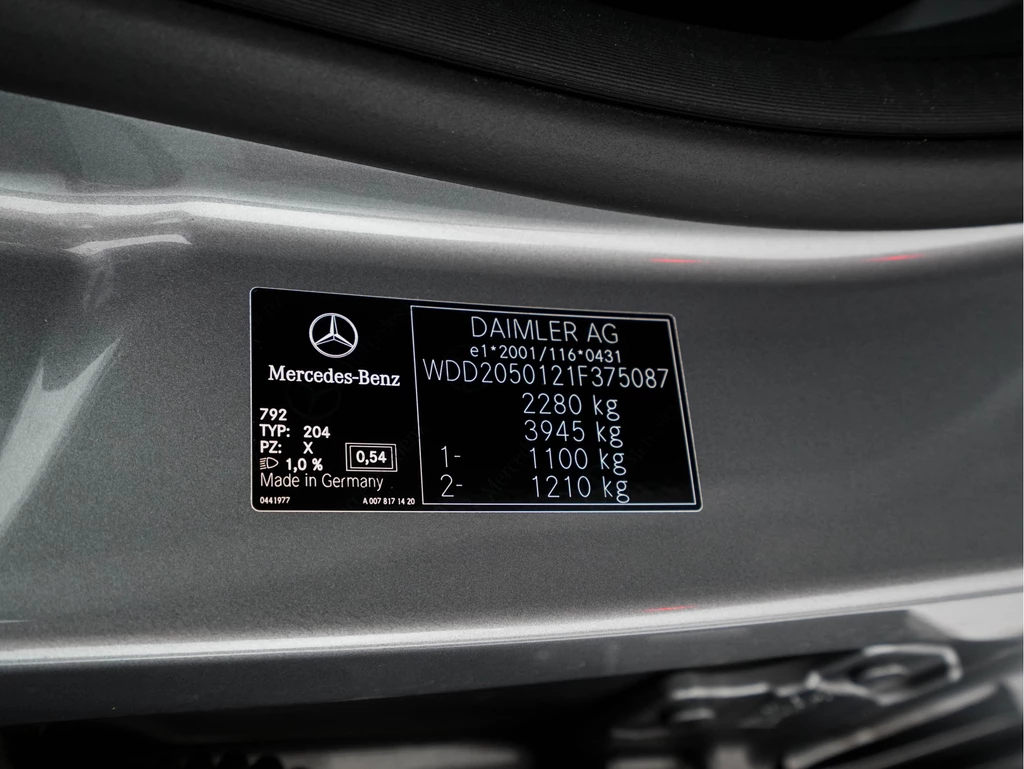 Mercedes-Benz
792
TYP: 204
PZ: X
1,0 %
0,54
Made in Germany
0441977
A 007 817 14 20
DAIMLER AG
e1*2001/116*0431
WDD2050121F375087
2280 kg
3945 kg
1- 1100 kg
2- 1210 kg